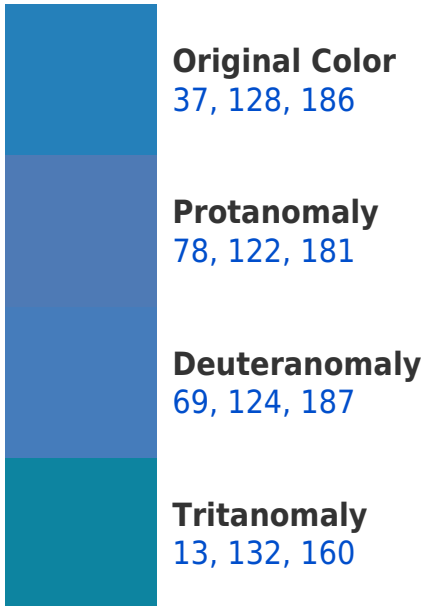 Original Color
37, 128, 186
Protanomaly
78, 122, 181
Deuteranomaly
69, 124, 187
Tritanomaly
13, 132, 160